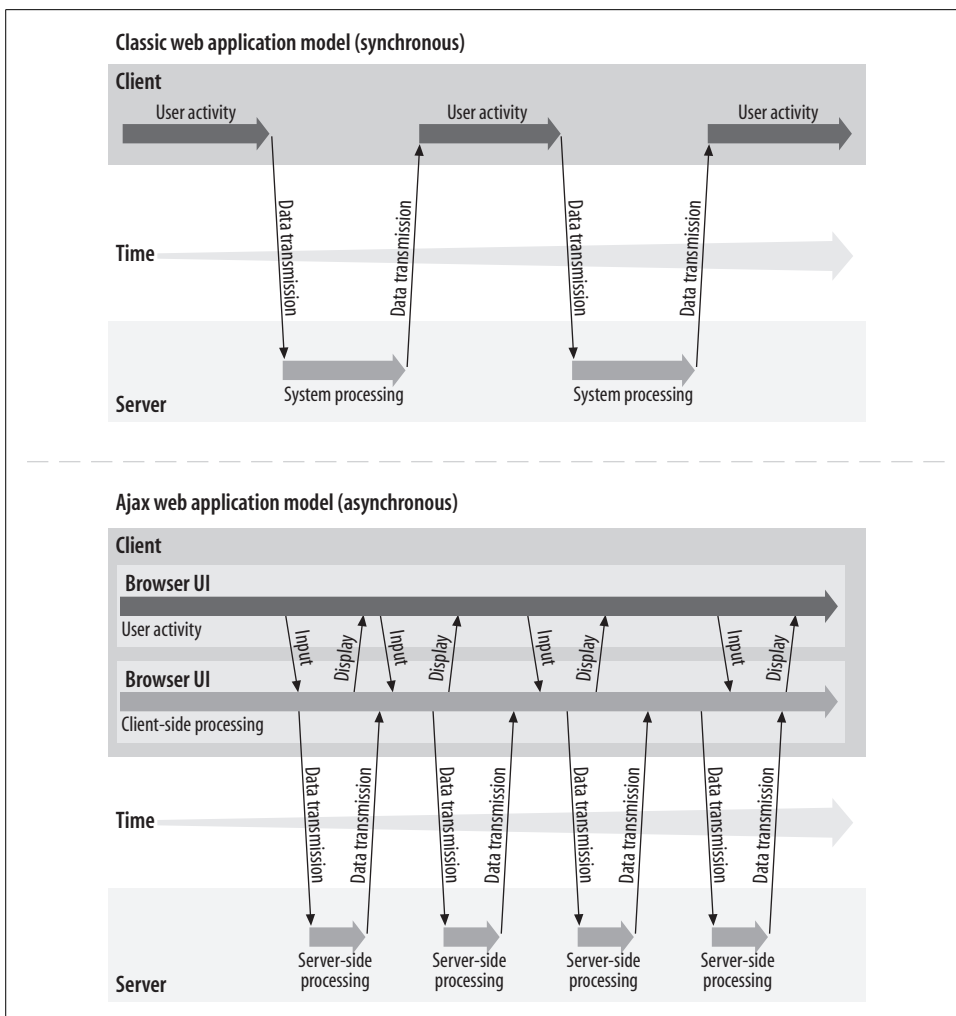 Classic web application model (synchronous)
Client
User activity
User activity
User activity
Data transmission
Data transmission
Data transmission
Data transmission
Time
System processing
System processing
Server
Ajax web application model (asynchronous)
Client
Browser UI
User activity
Input
Display
Input
Display
Input
Display
Input
Display
Browser UI
Client-side processing
Data transmission
Data transmission
Data transmission
Data transmission
Data transmission
Data transmission
Data transmission
Data transmission
Time
Server-side
processing
Server-side
processing
Server-side
processing
Server-side
processing
Server